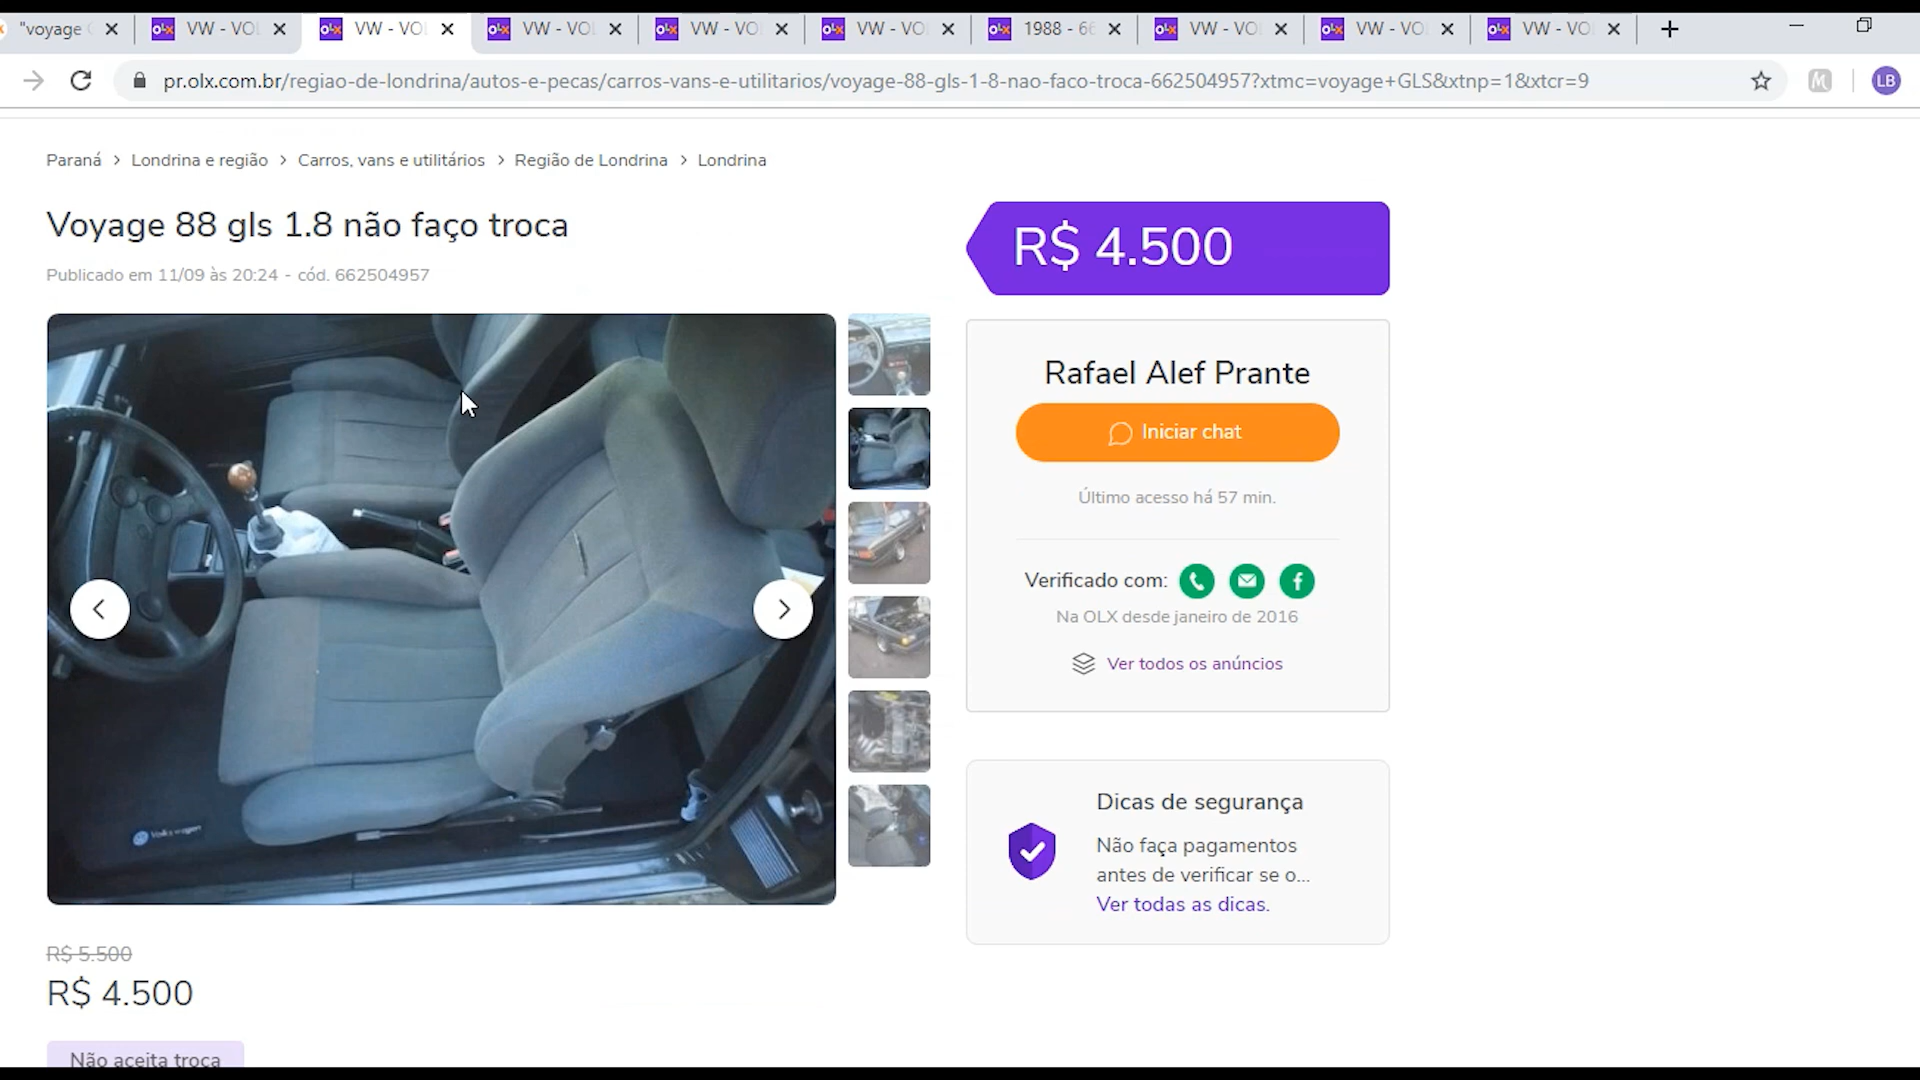 "voyage
VW - VO
VW - VO
VW - VO
VW - VO
VW - VO
1988 - 66
VW - VO
VW - VO
VW - VO
pr.olx.com.br/regiao-de-londrina/autos-e-pecas/carros-vans-e-utilitarios/voyage-88-gls-1-8-nao-faco-troca-662504957?xtmc=voyage+GLS&xtnp=1&xtcr=9
LB
Paraná > Londrina e região > Carros, vans e utilitários > Região de Londrina > Londrina
Voyage 88 gls 1.8 não faço troca
Publicado em 11/09 às 20:24 - cód. 662504957
R$ 4.500
Rafael Alef Prante
Iniciar chat
Último acesso há 57 min.
Verificado com:
Na OLX desde janeiro de 2016
Ver todos os anúncios
Dicas de segurança
Não faça pagamentos
antes de verificar se o...
Ver todas as dicas.
Volkswagen
R$ 5.500
R$ 4.500
Não aceita troca